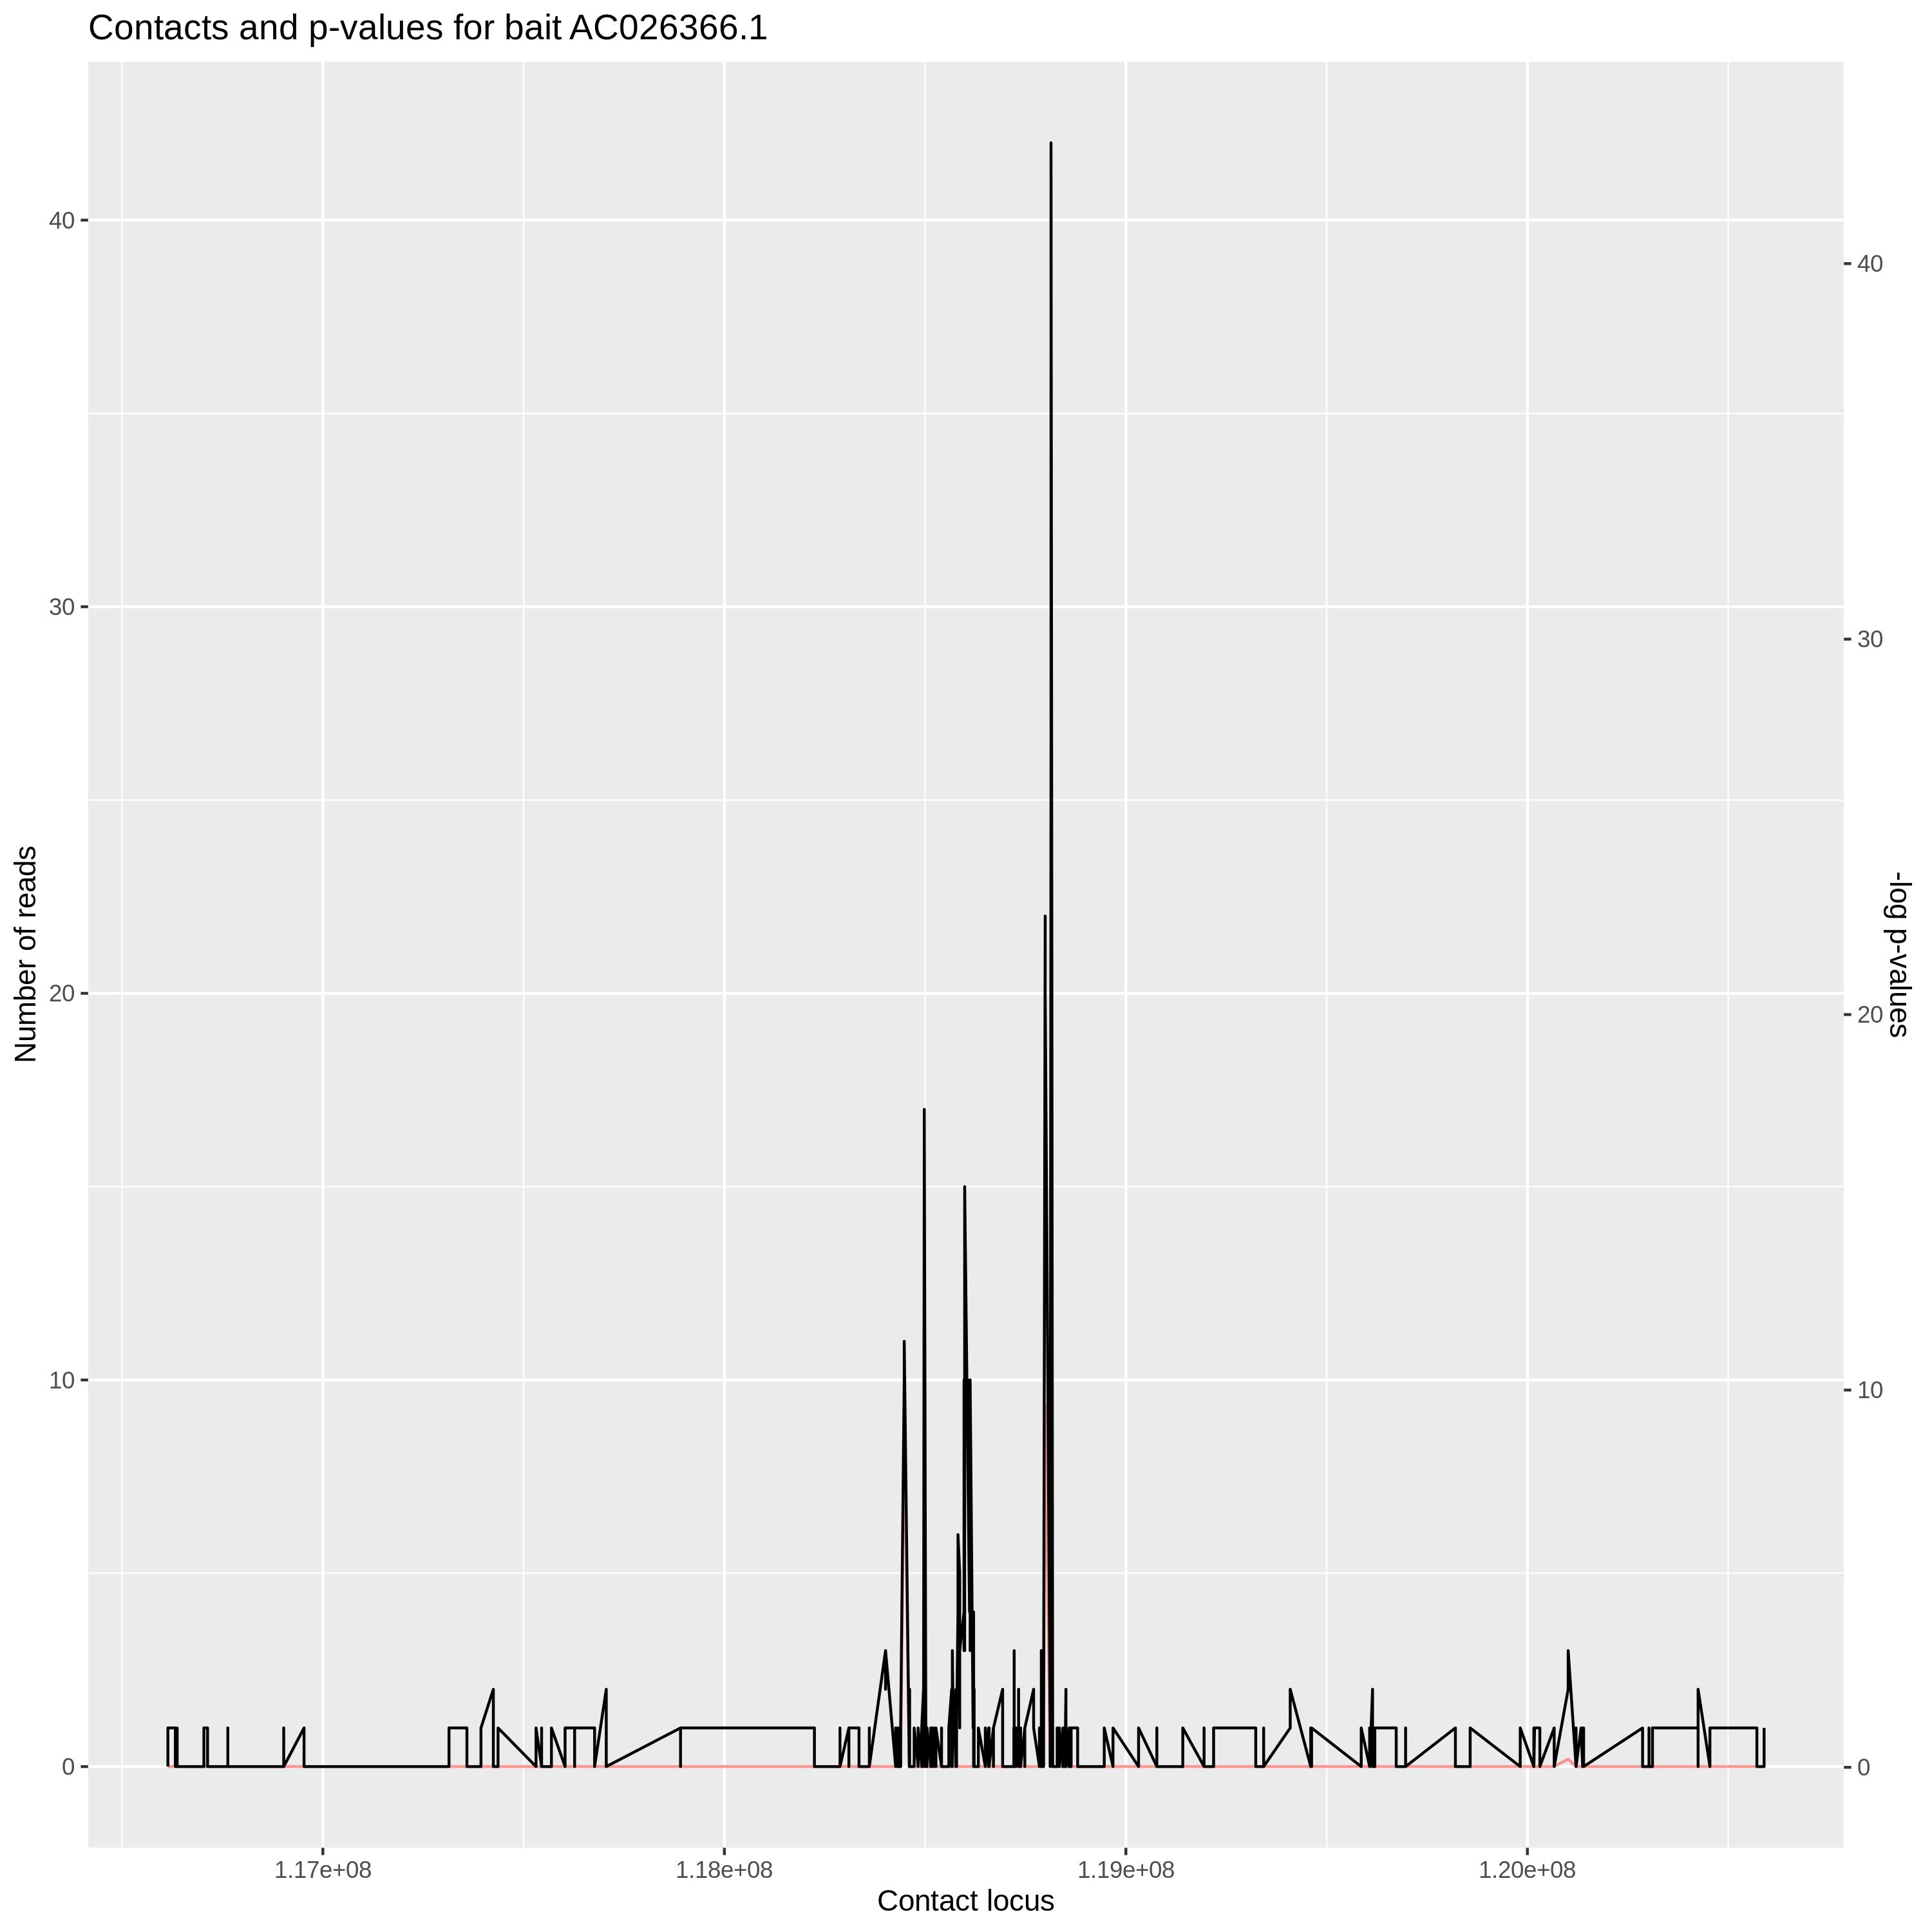 Contacts and p-values for bait AC026366.1
40
30
20
10
0
Number of reads
40
30
20
10
0
-log p-values
1.17e+08
1.18e+08
1.19e+08
1.20e+08
Contact locus